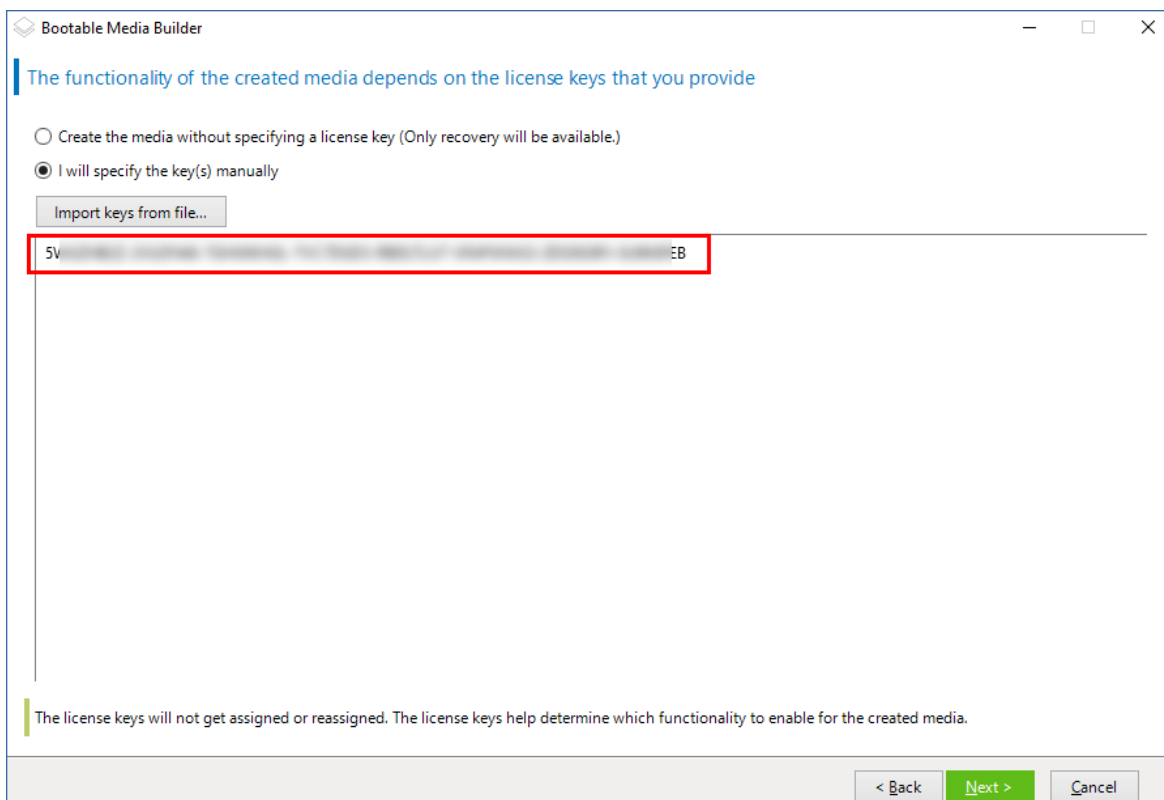 Bootable Media Builder
The functionality of the created media depends on the license keys that you provide
Create the media without specifying a license key (Only recovery will be available.)
I will specify the key(s) manually
Import keys from file...
The license keys will not get assigned or reassigned. The license keys help determine which functionality to enable for the created media.
< Back Next > Cancel